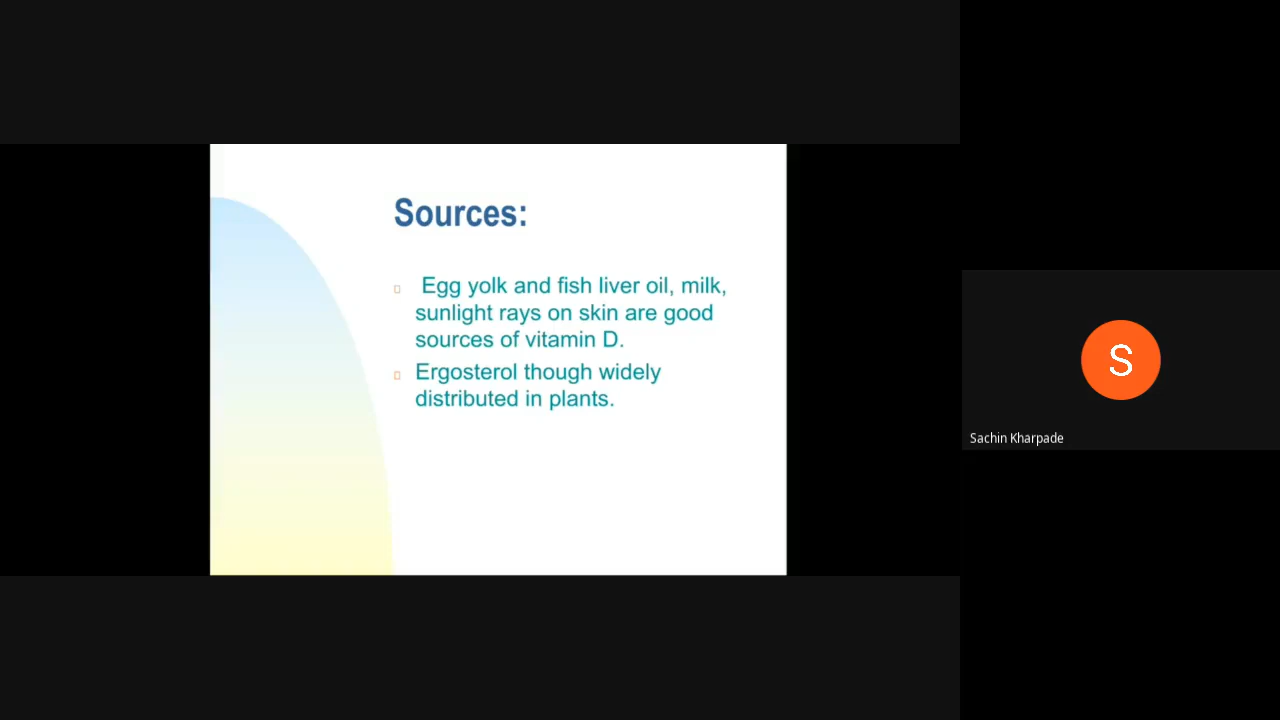 Sources:
Egg yolk and fish liver oil, milk,
sunlight rays on skin are good
sources of vitamin D.
Ergosterol though widely
distributed in plants.
S
Sachin Kharpade